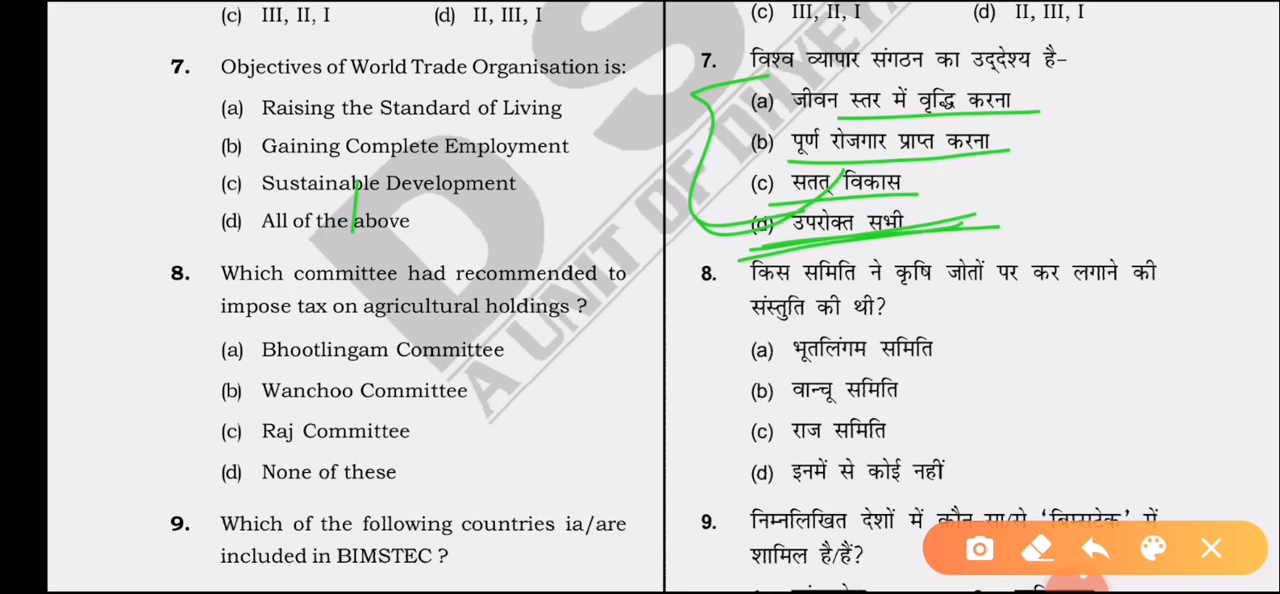 (c) III, II, I (d) II, III, I
7. Objectives of World Trade Organisation is:
(a) Raising the Standard of Living
(b) Gaining Complete Employment
(c) Sustainable Development
(d) All of the above
8. Which committee had recommended to
impose tax on agricultural holdings ?
(a) Bhootlingam Committee
(b) Wanchoo Committee
(c) Raj Committee
(d) None of these
9. Which of the following countries ia/are
included in BIMSTEC ?
(c) III, II, I (d) II, III, I
7. विश्व व्यापार संगठन का उद्देश्य है–
(a) जीवन स्तर में वृद्धि करना
(b) पूर्ण रोजगार प्राप्त करना
(c) सतत् विकास
(d) उपरोक्त सभी
8. किस समिति ने कृषि जोतों पर कर लगाने की
संस्तुति की थी?
(a) भूतलिंगम समिति
(b) वान्चू समिति
(c) राज समिति
(d) इनमें से कोई नहीं
9. निम्नलिखित देशों में कौन सा/से ‘बिम्सटेक’ में
शामिल है/हैं?
A UNIT OF